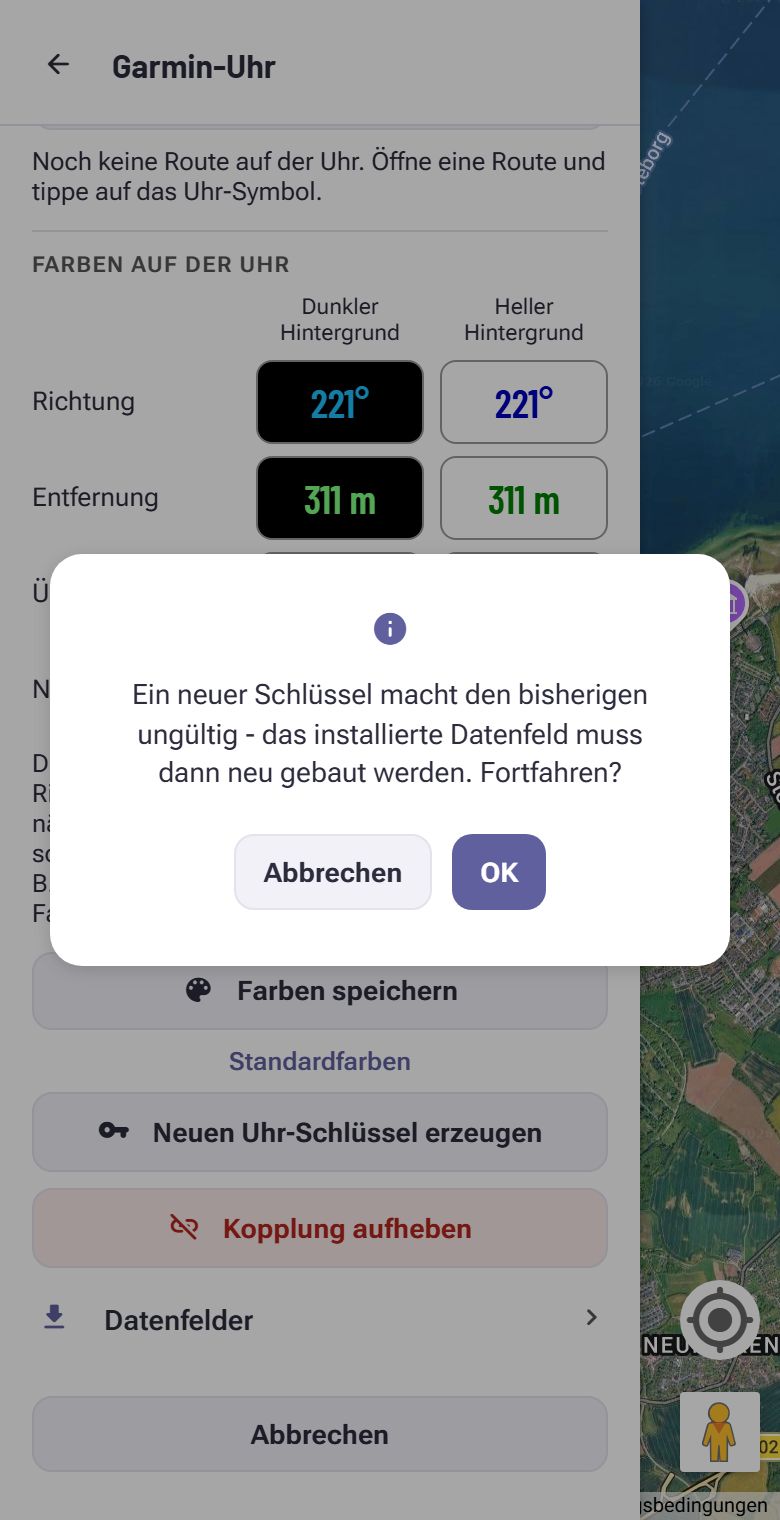 Garmin-Uhr
Noch keine Route auf der Uhr. Öffne eine Route und
tippe auf das Uhr-Symbol.
FARBEN AUF DER UHR
Dunkler
Hintergrund
Heller
Hintergrund
Richtung
221°
221°
Entfernung
311 m
311 m
Ein neuer Schlüssel macht den bisherigen
ungültig - das installierte Datenfeld muss
dann neu gebaut werden. Fortfahren?
Abbrechen
OK
Farben speichern
Standardfarben
Neuen Uhr-Schlüssel erzeugen
Kopplung aufheben
Datenfelder
Abbrechen